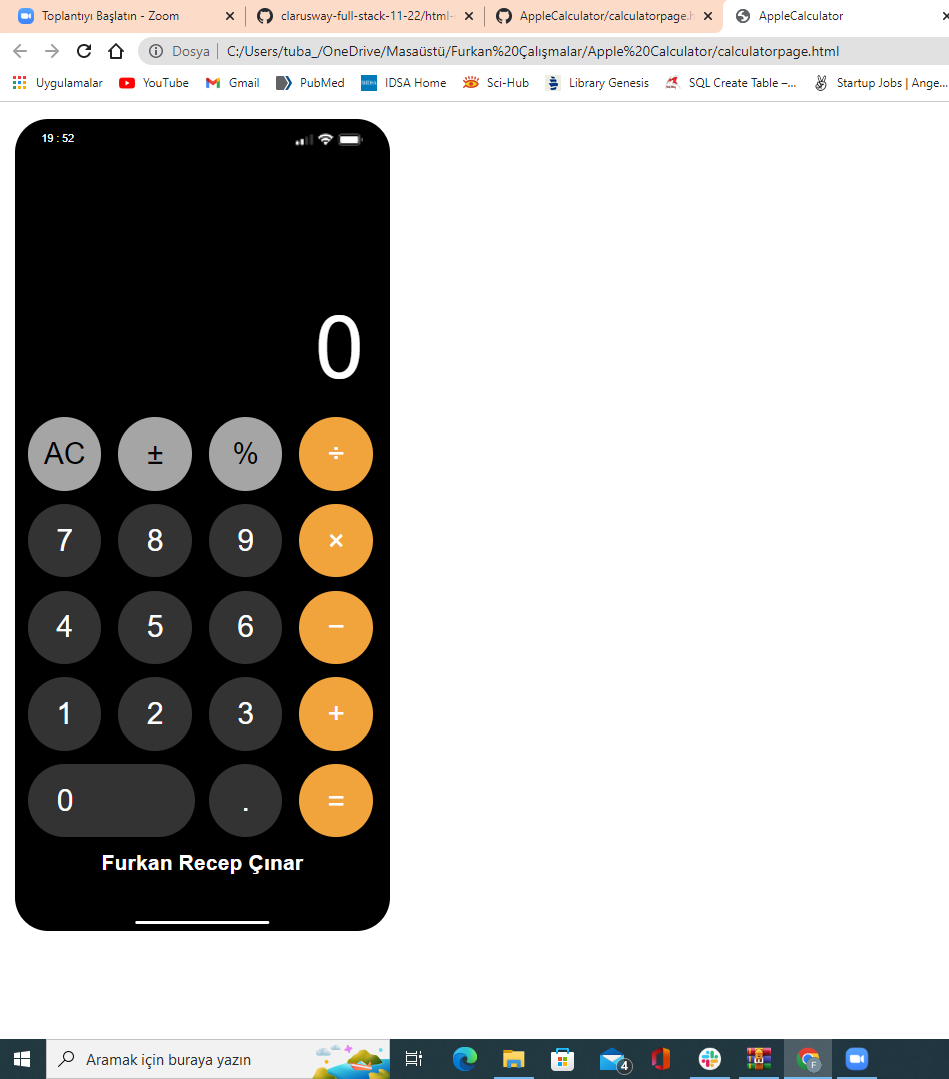 Toplantıyı Başlatın - Zoom
clarusway-full-stack-11-22/html-
AppleCalculator/calculatorpage.h
AppleCalculator
Dosya | C:/Users/tuba_/OneDrive/Masaüstü/Furkan%20Çalışmalar/Apple%20Calculator/calculatorpage.html
Uygulamalar YouTube Gmail PubMed IDSA Home Sci-Hub Library Genesis SQL Create Table –... Startup Jobs | Ange...
19 : 52
0
AC ± % ÷
7 8 9 ×
4 5 6 −
1 2 3 +
0 . =
Furkan Recep Çınar
Aramak için buraya yazın
4
F